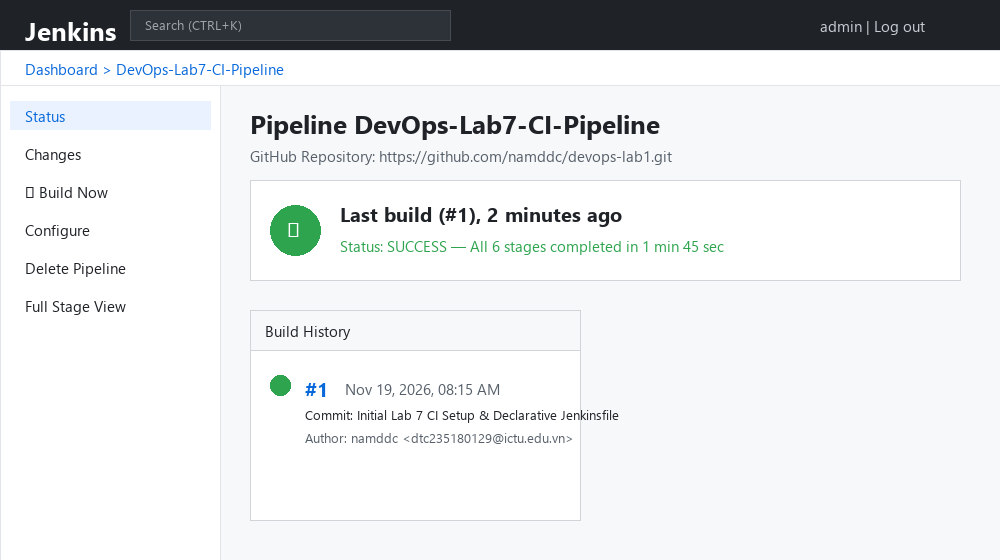 Jenkins
Search (CTRL+K)
admin | Log out
Dashboard > DevOps-Lab7-CI-Pipeline
Status
Changes
Build Now
Configure
Delete Pipeline
Full Stage View
Pipeline DevOps-Lab7-CI-Pipeline
GitHub Repository: https://github.com/namddc/devops-lab1.git
Last build (#1), 2 minutes ago
Status: SUCCESS — All 6 stages completed in 1 min 45 sec
Build History
#1 Nov 19, 2026, 08:15 AM
Commit: Initial Lab 7 CI Setup & Declarative Jenkinsfile
Author: namddc <dtc235180129@ictu.edu.vn>